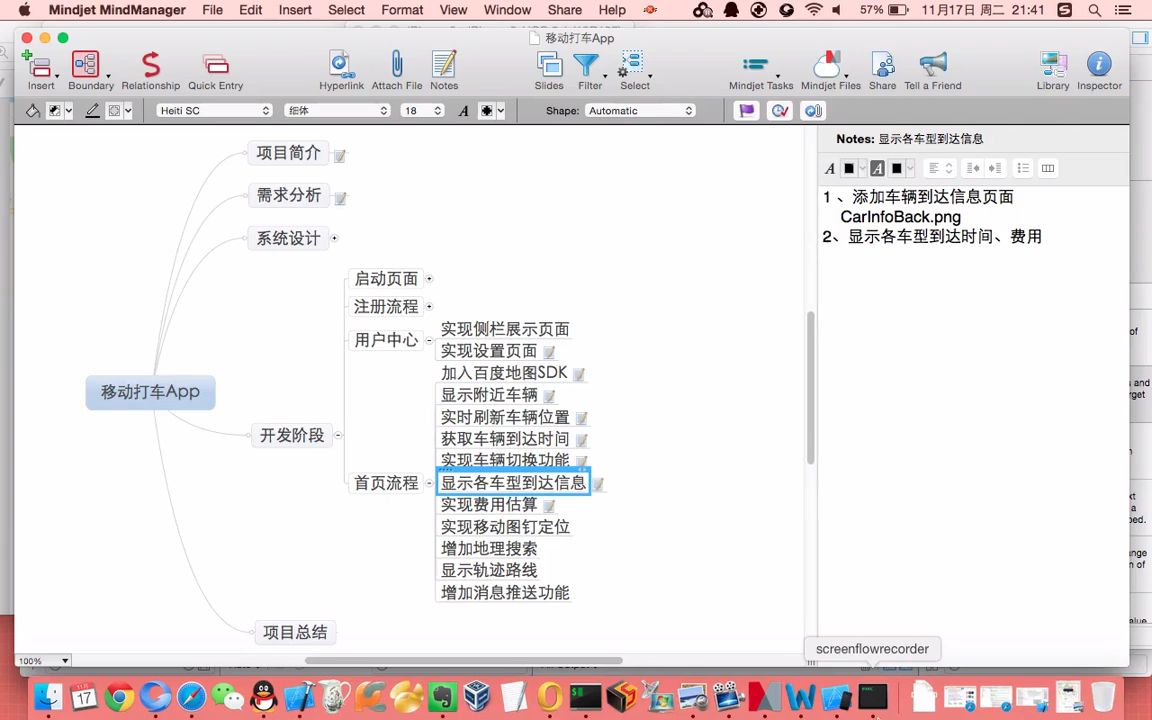 Mindjet MindManager File Edit Insert Select Format View Window Share Help 57% 11月17日 周二 21:41
移动打车App
Insert Boundary Relationship Quick Entry Hyperlink Attach File Notes Slides Filter Select Mindjet Tasks Mindjet Files Share Tell a Friend Library Inspector
Heiti SC 细体 18 A Shape: Automatic
Notes: 显示各车型到达信息
1 、添加车辆到达信息页面
CarInfoBack.png
2、显示各车型到达时间、费用
项目简介
需求分析
系统设计
启动页面
注册流程
用户中心
实现侧栏展示页面
实现设置页面
加入百度地图SDK
显示附近车辆
实时刷新车辆位置
获取车辆到达时间
实现车辆切换功能
移动打车App
开发阶段
首页流程
显示各车型到达信息
实现费用估算
实现移动图钉定位
增加地理搜索
显示轨迹路线
增加消息推送功能
项目总结
screenflowrecorder
100%
17